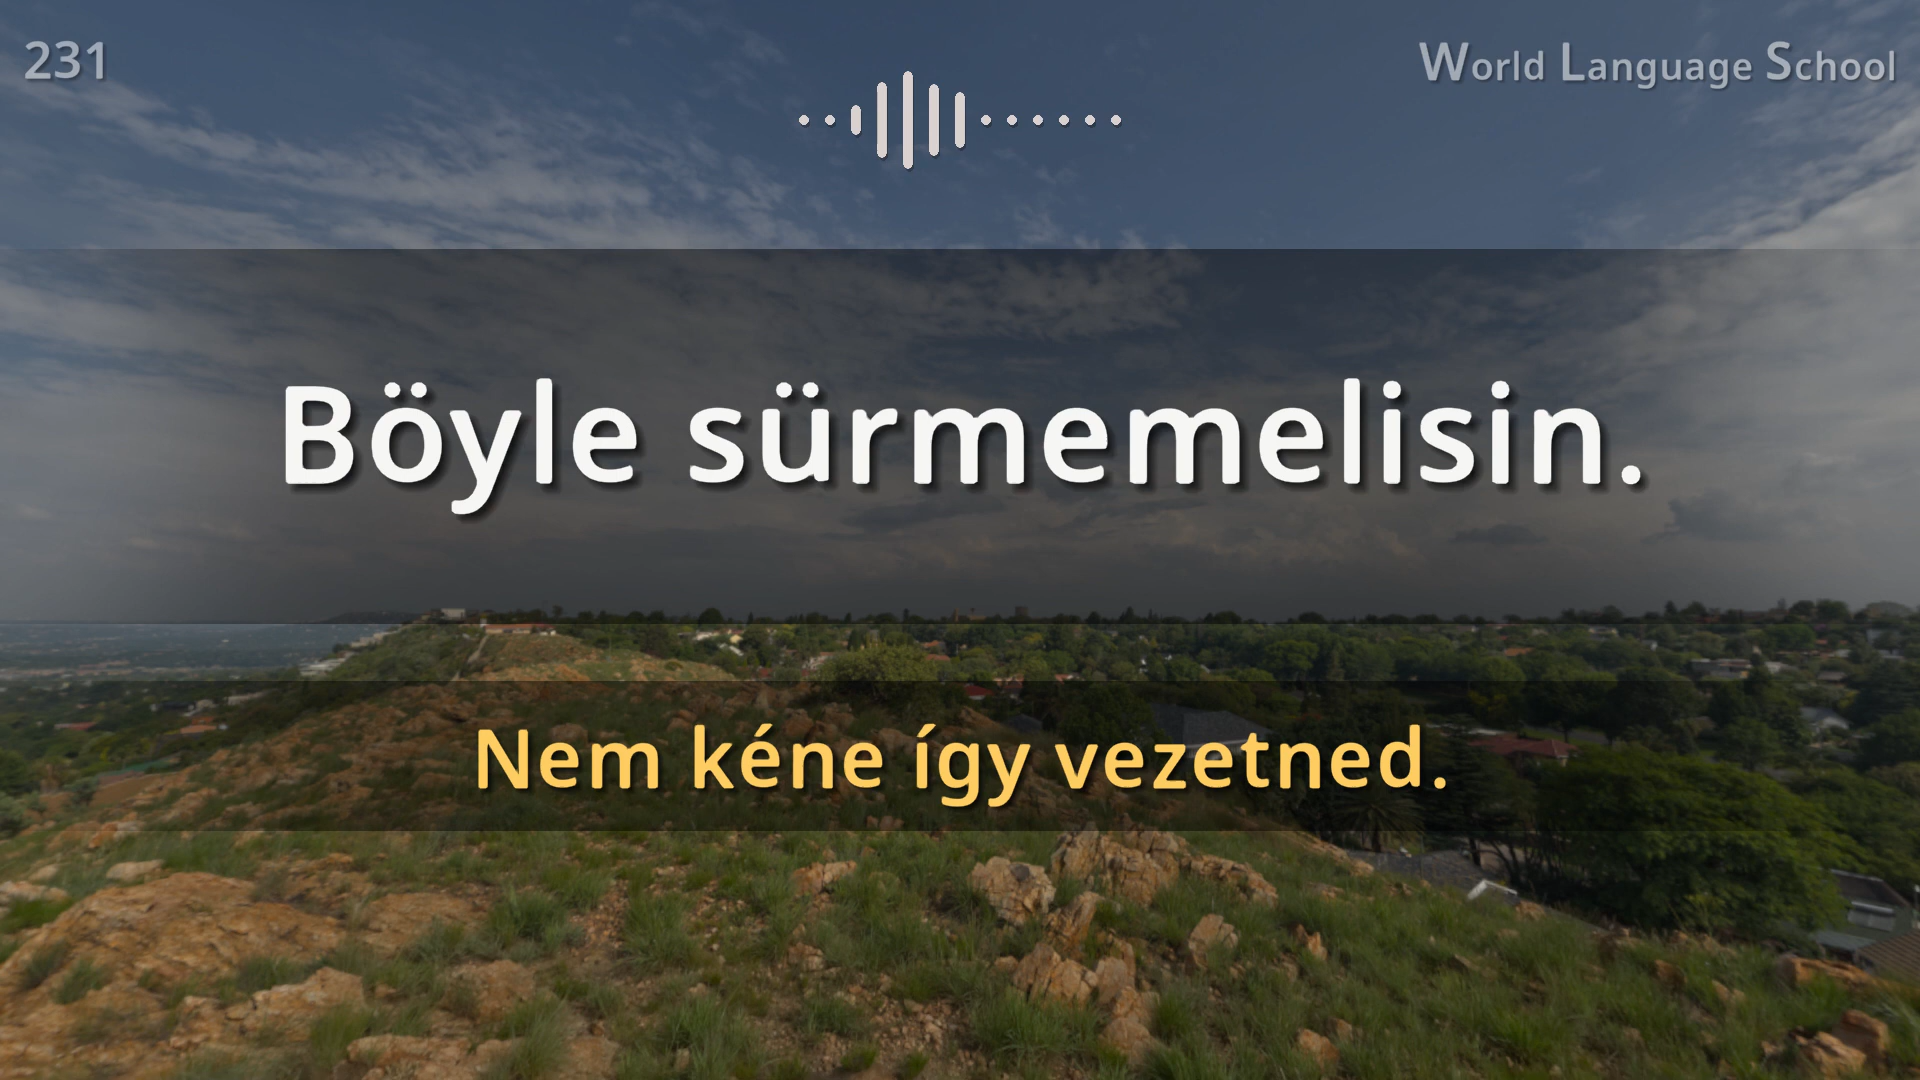 231
World Language School
Böyle sürmemelisin.
Nem kéne így vezetned.